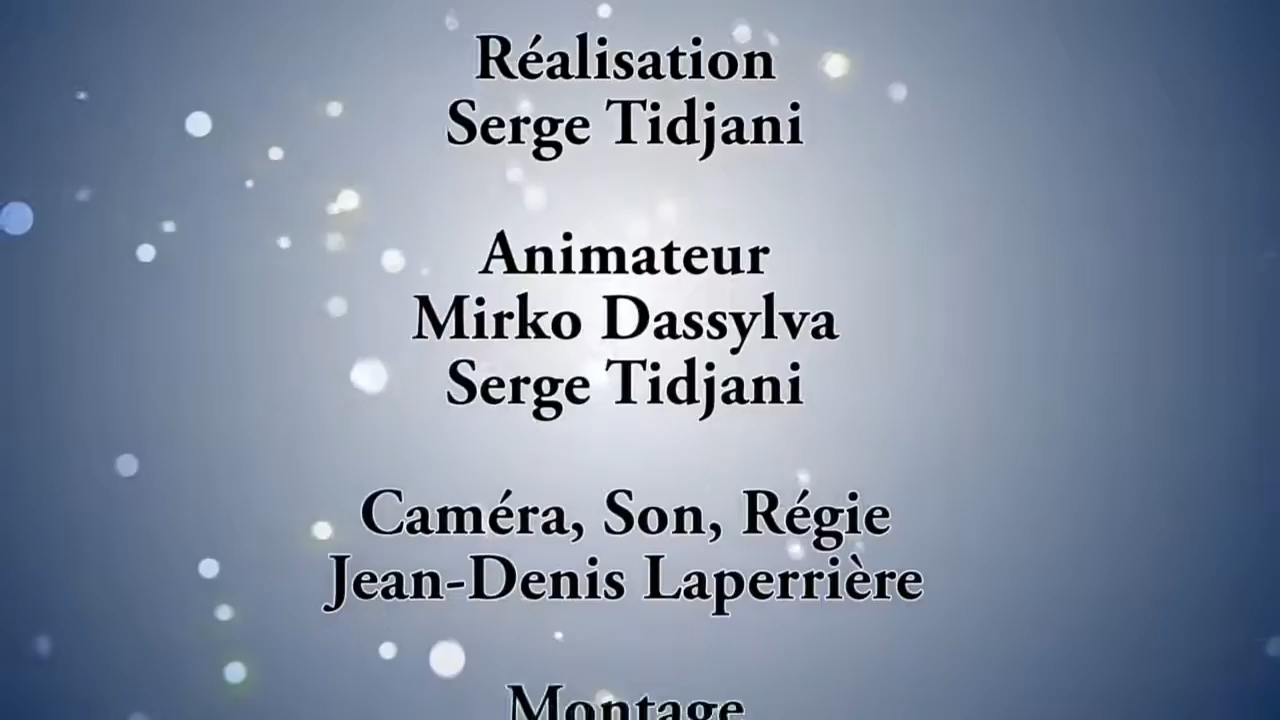 Réalisation
Serge Tidjani
Animateur
Mirko Dassylva
Serge Tidjani
Caméra, Son, Régie
Jean-Denis Laperrière
Montage